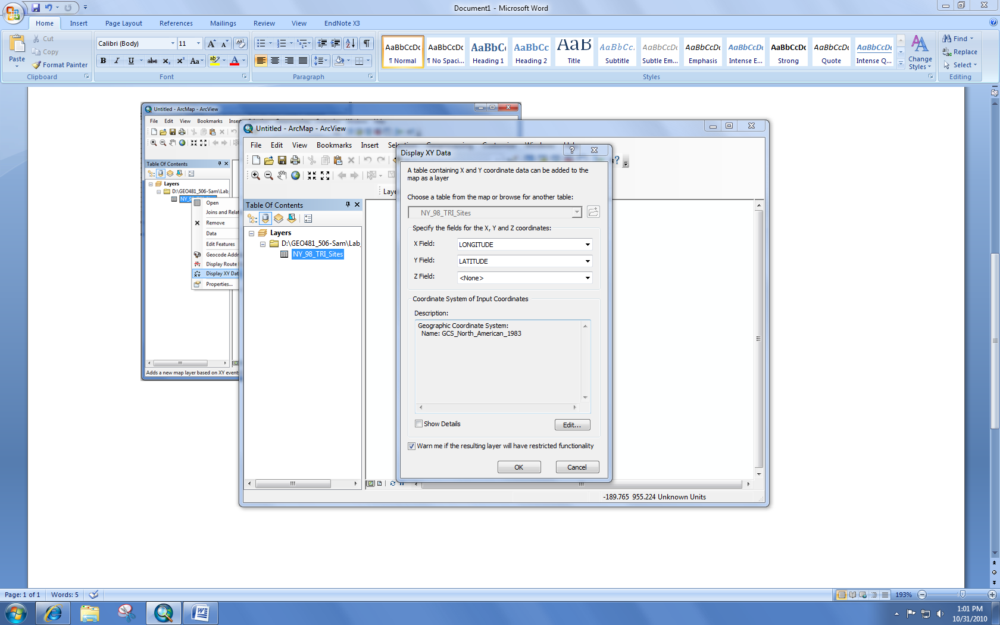 Document1 - Microsoft Word
Home Insert Page Layout References Mailings Review View EndNote X3
Paste
Cut
Copy
Format Painter
Clipboard
Calibri (Body) 11
Font
Paragraph
AaBbCcDc AaBbCcDc AaBbCc AaBbCc AaB AaBbCc. AaBbCcDc AaBbCcDc AaBbCcDc AaBbCcDc AaBbCcDc AaBbCcDc
¶ Normal ¶ No Spaci... Heading 1 Heading 2 Title Subtitle Subtle Em... Emphasis Intense E... Strong Quote Intense Q...
Change Styles
Styles
Find
Replace
Select
Editing
Untitled - ArcMap - ArcView
File Edit View Bookmarks Inser
Table Of Contents
Layers
D:\GEO481_506-Sam\Lab_
Open
Joins and Relat
Remove
Data
Edit Features
Geocode Addr
Display Route
Display XY Dat
Properties...
Adds a new map layer based on XY event
Untitled - ArcMap - ArcView
File Edit View Bookmarks Insert
Table Of Contents
Layers
D:\GEO481_506-Sam\Lab_
NY_98_TRI_Sites
Laye
Display XY Data
A table containing X and Y coordinate data can be added to the
map as a layer
Choose a table from the map or browse for another table:
NY_98_TRI_Sites
Specify the fields for the X, Y and Z coordinates:
X Field: LONGITUDE
Y Field: LATITUDE
Z Field: <None>
Coordinate System of Input Coordinates
Description:
Geographic Coordinate System:
Name: GCS_North_American_1983
Show Details Edit...
Warn me if the resulting layer will have restricted functionality
OK Cancel
-189.765 955.224 Unknown Units
Page: 1 of 1 Words: 5 193%
1:01 PM
10/31/2010